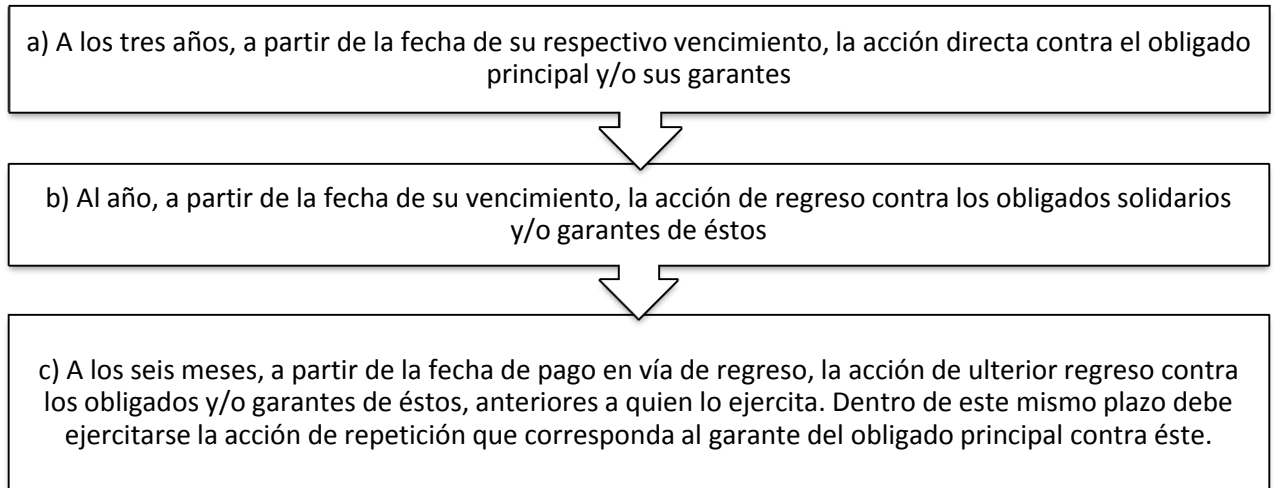 a) A los tres años, a partir de la fecha de su respectivo vencimiento, la acción directa contra el obligado
principal y/o sus garantes
b) Al año, a partir de la fecha de su vencimiento, la acción de regreso contra los obligados solidarios
y/o garantes de éstos
c) A los seis meses, a partir de la fecha de pago en vía de regreso, la acción de ulterior regreso contra
los obligados y/o garantes de éstos, anteriores a quien lo ejercita. Dentro de este mismo plazo debe
ejercitarse la acción de repetición que corresponda al garante del obligado principal contra éste.